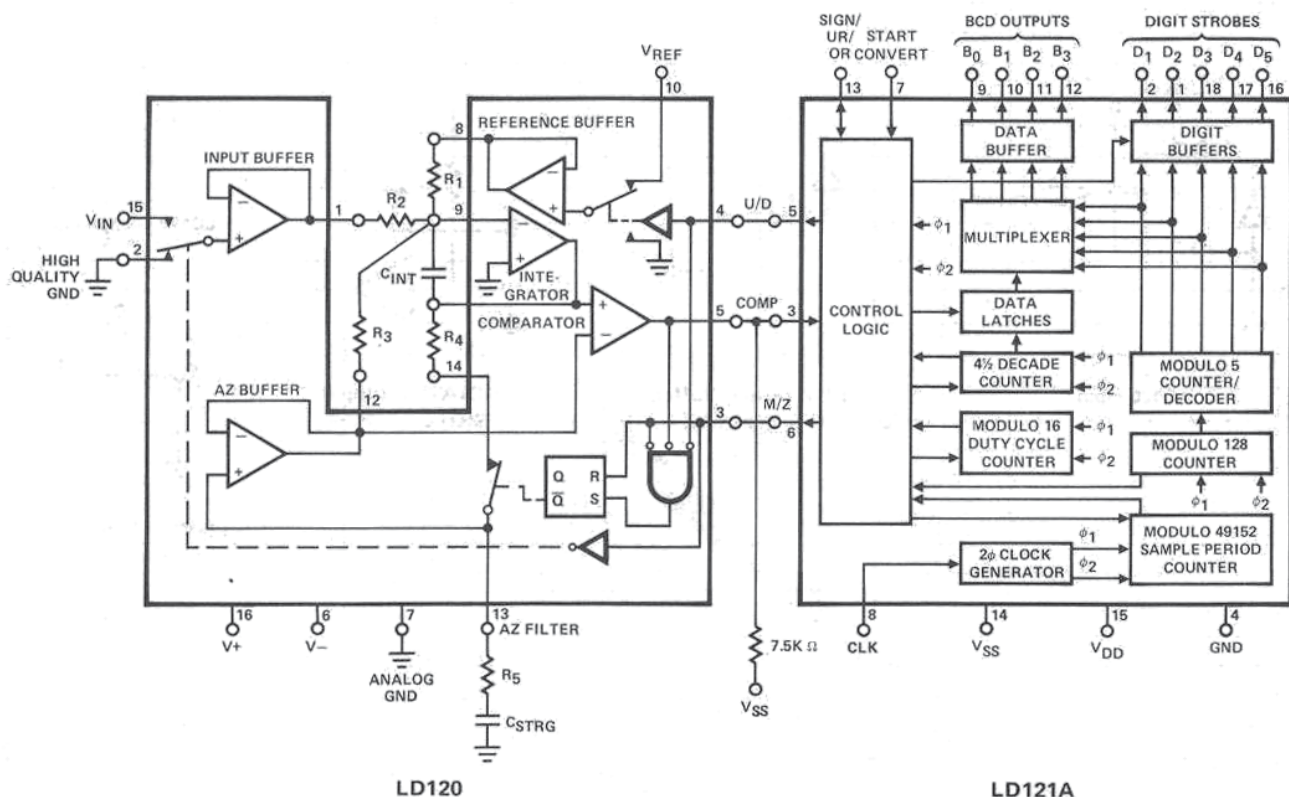 SIGN/
UR/
OR
START
CONVERT
BCD OUTPUTS
DIGIT STROBES
B0
B1
B2
B3
D1
D2
D3
D4
D5
VREF
13
7
9
10
11
12
2
1
18
17
16
10
8
REFERENCE BUFFER
INPUT BUFFER
R1
DATA
BUFFER
DIGIT
BUFFERS
15
VIN
1
R2
9
4
U/D
5
ϕ1
MULTIPLEXER
2
HIGH
QUALITY
GND
CINT
INTE-
GRATOR
ϕ2
COMPARATOR
5
COMP
3
CONTROL
LOGIC
DATA
LATCHES
R3
R4
14
4½ DECADE
COUNTER
ϕ1
ϕ2
MODULO 5
COUNTER/
DECODER
12
AZ BUFFER
3
M/Z
6
MODULO 16
DUTY CYCLE
COUNTER
ϕ1
ϕ2
MODULO 128
COUNTER
ϕ1
ϕ2
Q
R
Q̅
S
2ϕ CLOCK
GENERATOR
ϕ1
ϕ2
MODULO 49152
SAMPLE PERIOD
COUNTER
16
V+
6
V−
7
ANALOG
GND
13
AZ FILTER
R5
CSTRG
7.5K Ω
VSS
8
CLK
14
VSS
15
VDD
4
GND
LD120
LD121A